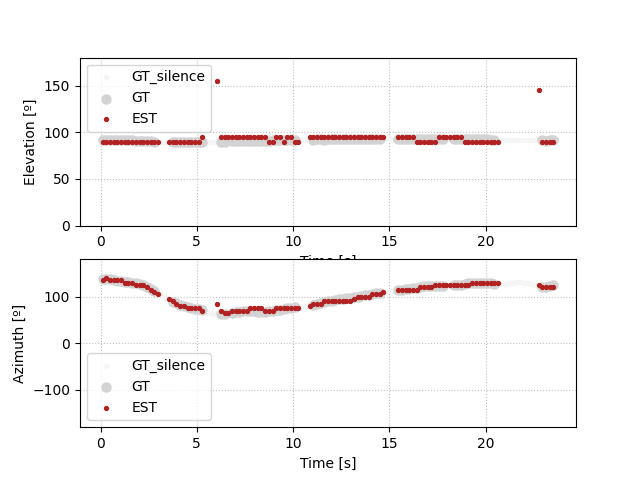 Elevation [º]
150
100
50
0
GT_silence
GT
EST
0
5
10
15
20
Time [s]
Azimuth [º]
100
0
−100
GT_silence
GT
EST
0
5
10
15
20
Time [s]